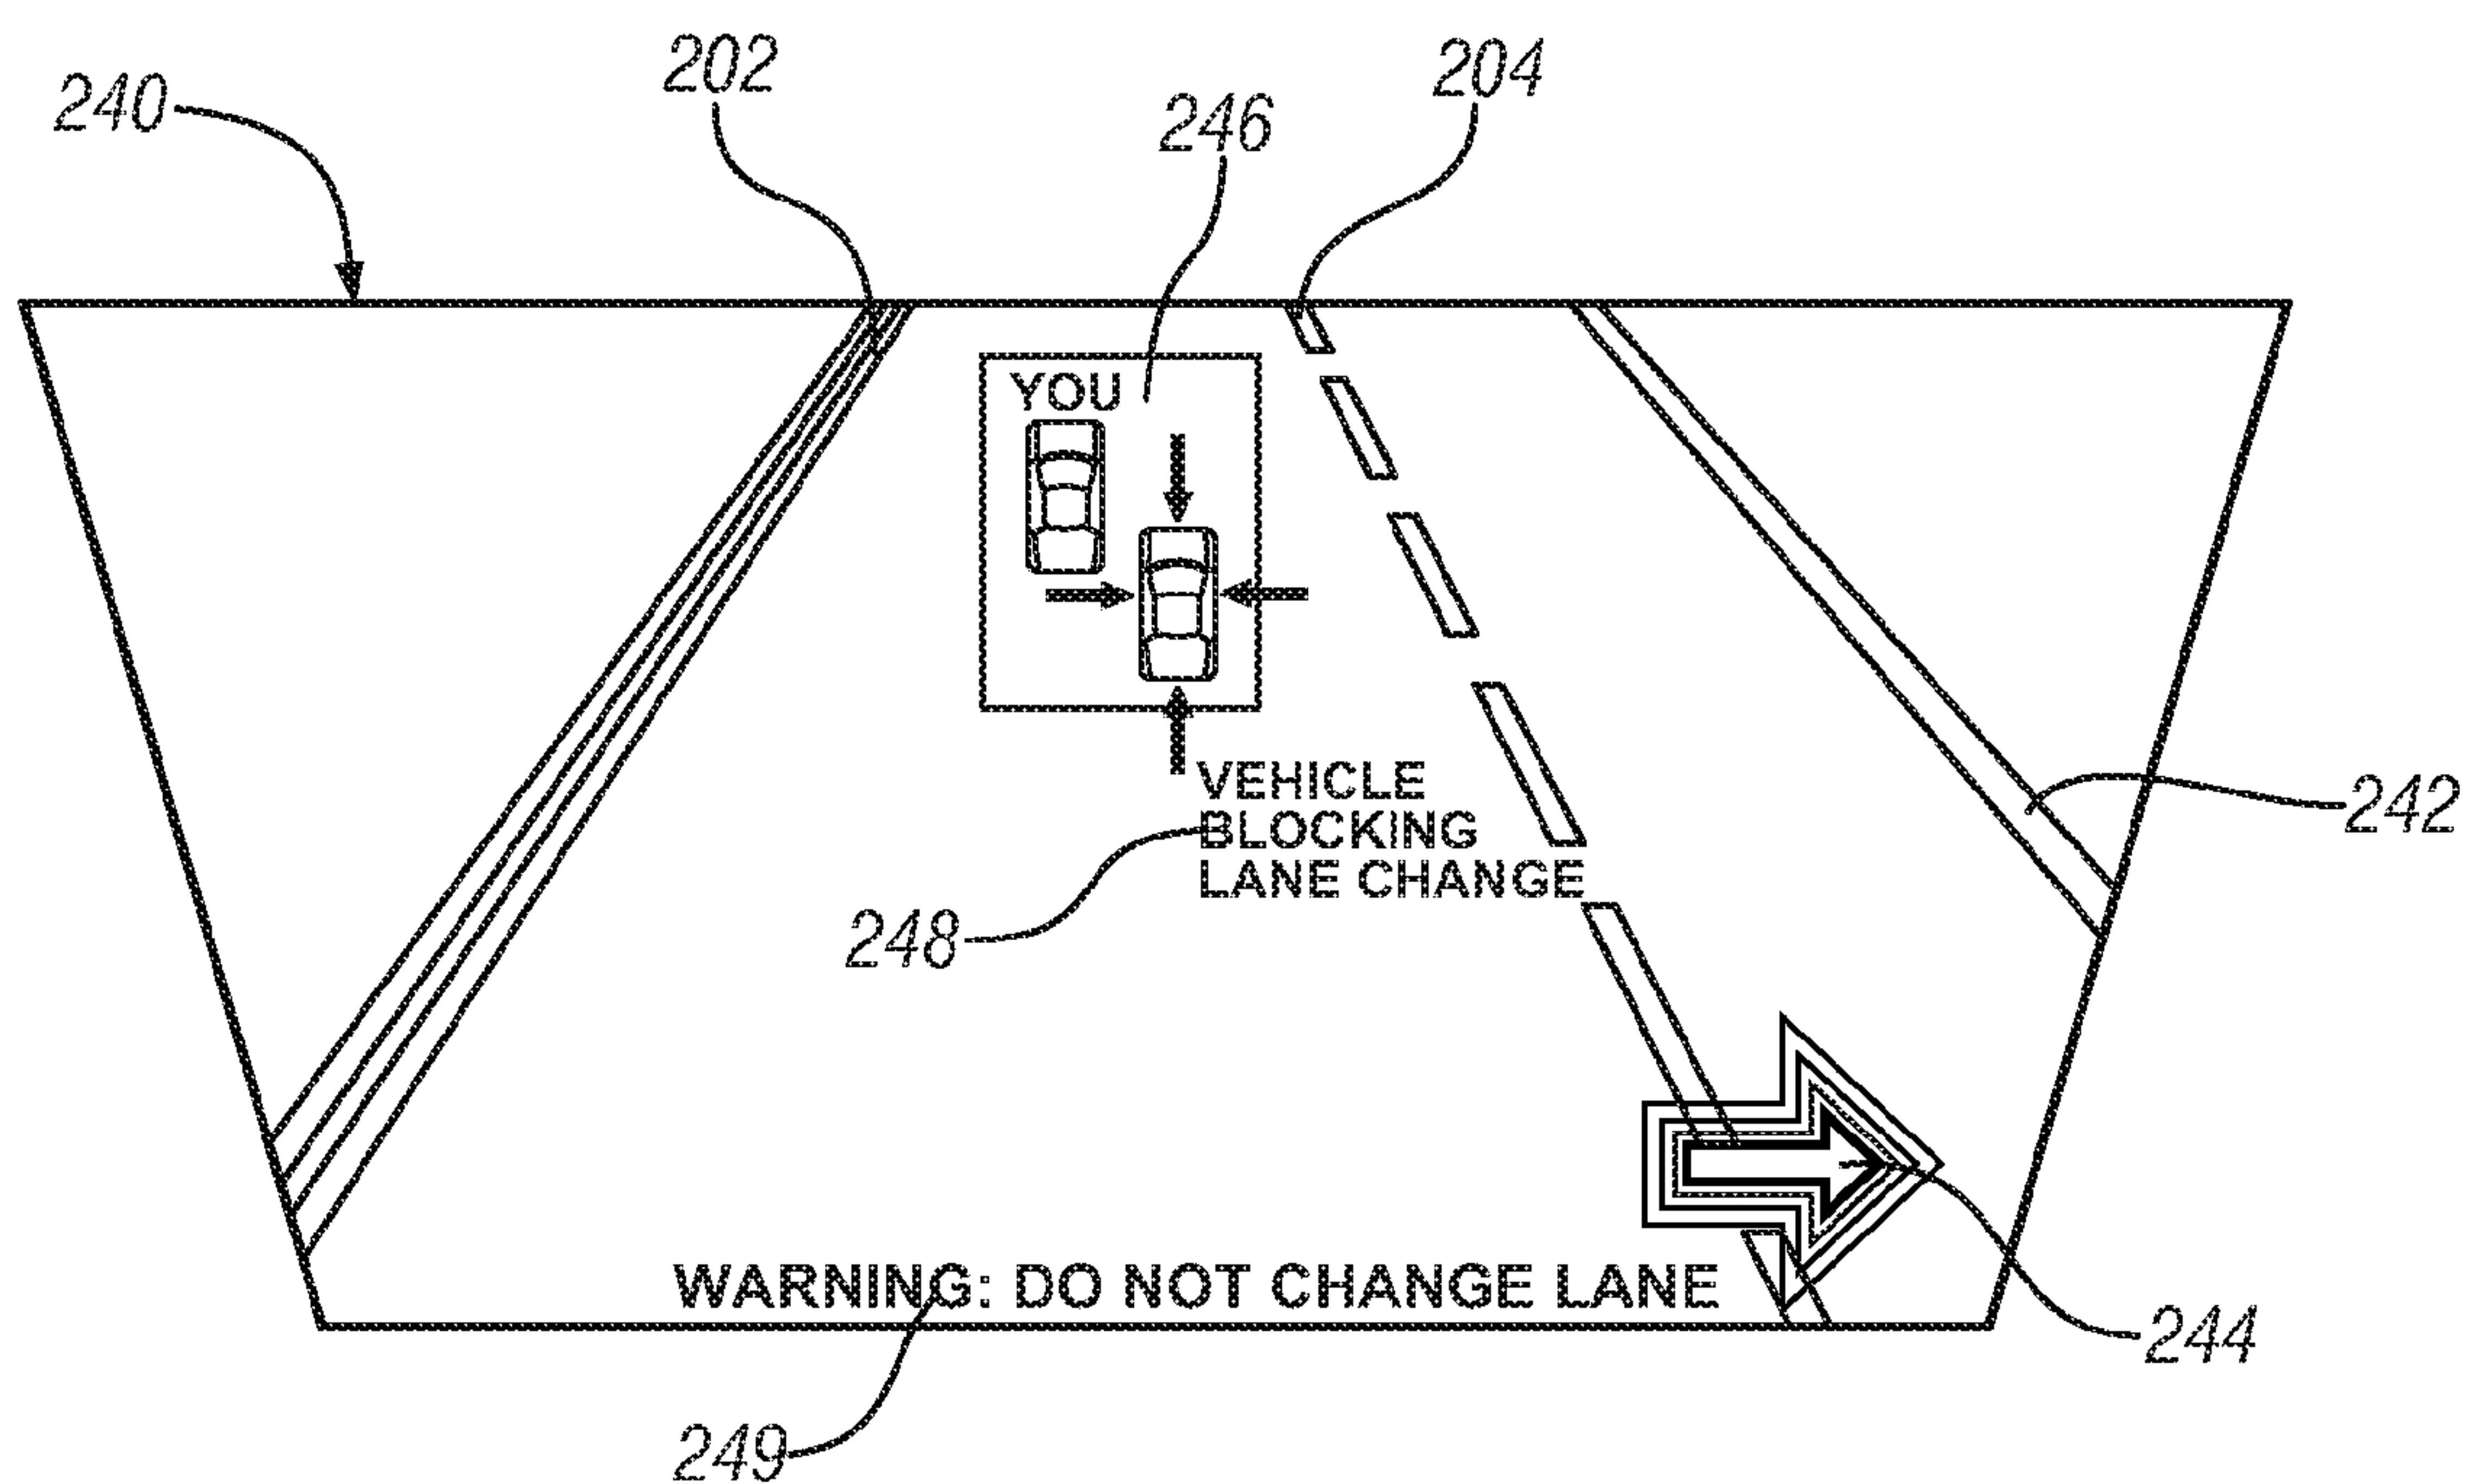 202
204
240
246
YOU
VEHICLE
BLOCKING
LANE CHANGE
242
248
WARNING: DO NOT CHANGE LANE
244
249